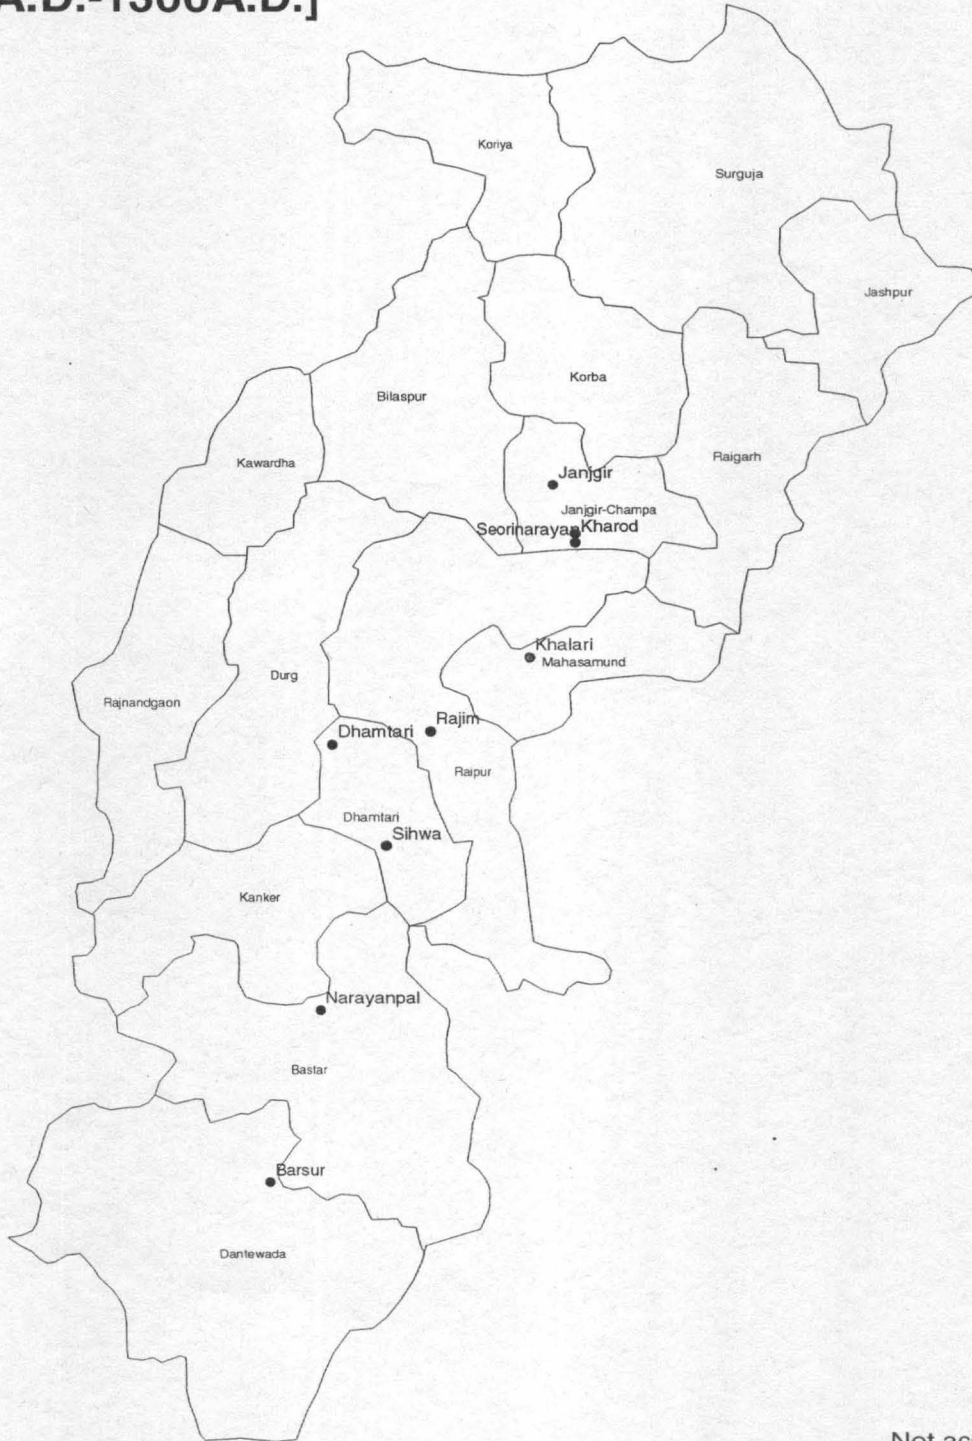 A.D.-1300A.D.]
Koriya
Surguja
Jashpur
Korba
Bilaspur
Raigarh
Kawardha
Janjgir
Janjgir-Champa
Seorinarayan Kharod
Khalari
Mahasamund
Durg
Rajnandgaon
Rajim
Dhamtari
Raipur
Dhamtari
Sihwa
Kanker
Narayanpal
Bastar
Barsur
Dantewada